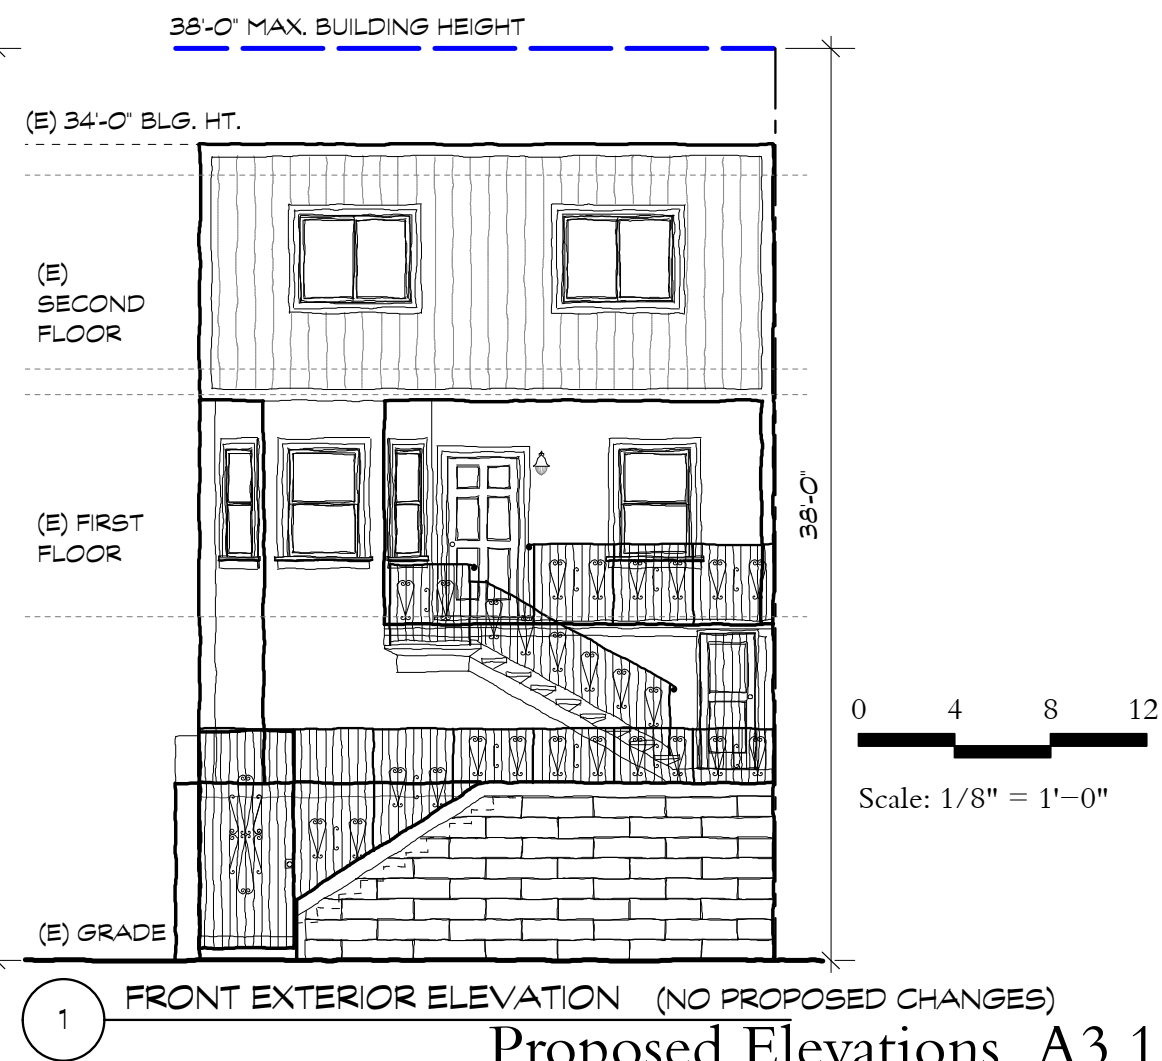 38'-0" MAX. BUILDING HEIGHT
(E) 34'-0" BLG. HT.
(E)
SECOND
FLOOR
(E) FIRST
FLOOR
38'-0"
0 4 8 12
Scale: 1/8" = 1'-0"
(E) GRADE
1
FRONT EXTERIOR ELEVATION (NO PROPOSED CHANGES)
Proposed Elevations A3.1